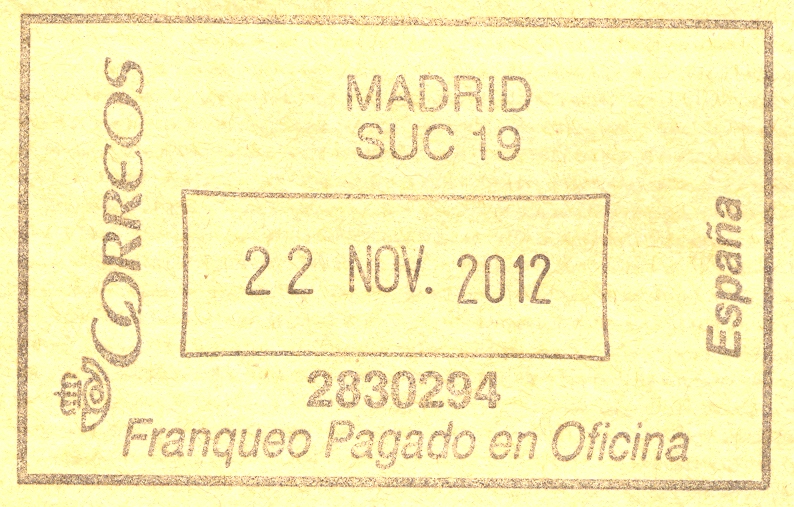 CORREOS
MADRID
SUC 19
22 NOV. 2012
2830294
Franqueo Pagado en Oficina
España